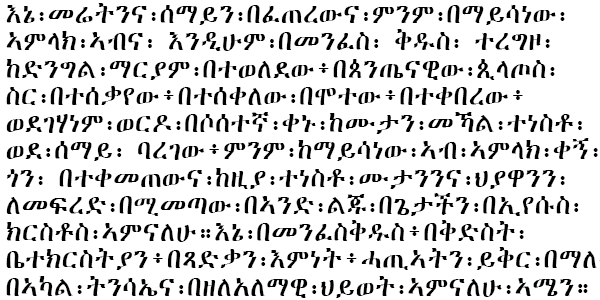 እኔ፡መሬትንና፡ሰማይን፡በፈጠረውና፡ምንም፡በማይሳነው፡
ኣምላክ፡ኣብና፡ እንዲሁም፡በመንፈስ፡ ቅዱስ፡ ተረግዞ፡
ከድንግል፡ማርያም፡በተወለደው፥በጴንጤናዊው፡ጲላጦስ፡
ስር፡በተሰቃየው፥በተሰቀለው፡በሞተው፥በተቀበረው፥
ወደገሃነም፡ወርዶ፡በሶሰተኛ፡ቀኑ፡ከሙታን፡መኻል፡ተነስቶ፡
ወደ፡ሰማይ፡ ባረገው፥ምንም፡ከማይሳነው፡ኣብ፡ኣምላክ፡ቀኝ፡
ጎን፡ በተቀመጠውና፡ከዚያ፡ተነስቶ፡ሙታንንና፡ህያዋንን፡
ለመፍረድ፡በሚመጣው፡በኣንድ፡ልጁ፡በጌታችን፡በኢየሱስ፡
ክርስቶስ፡ኣምናለሁ።እኔ፡በመንፈስቅዱስ፥በቅድስት፡
ቤተክርስትያን፥በጻድቃን፡እምነት፥ሓጢኣትን፡ይቅር፡በማለ
በኣካል፡ትንሳኤና፡በዘለአለማዊ፡ህይወት፡ኣምናለሁ፡ኣሜን።